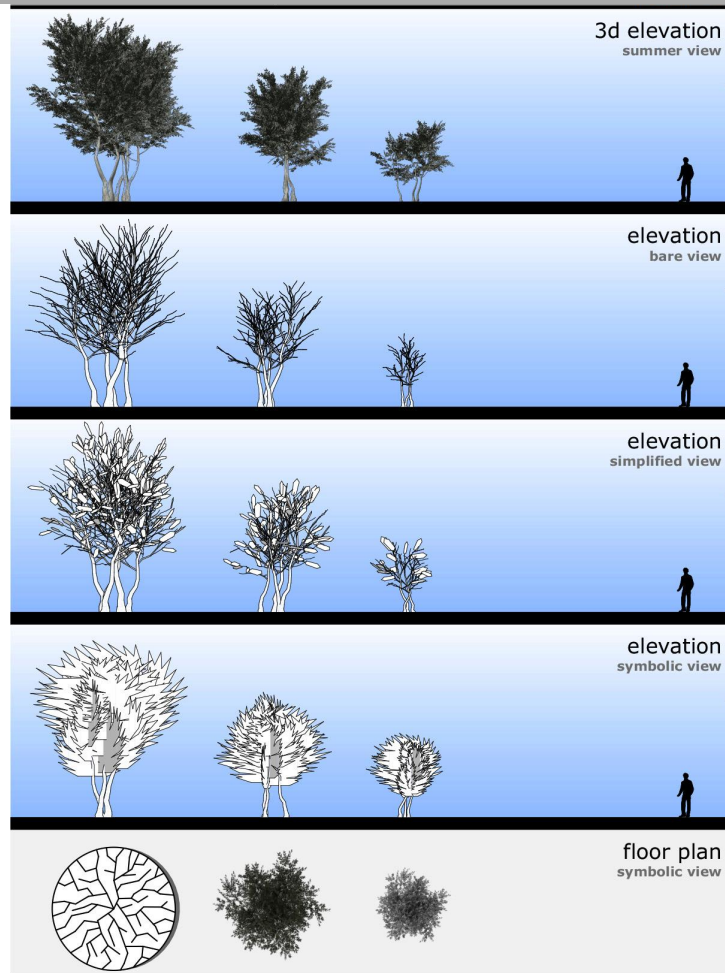 3d elevation
summer view
elevation
bare view
elevation
simplified view
elevation
symbolic view
floor plan
symbolic view